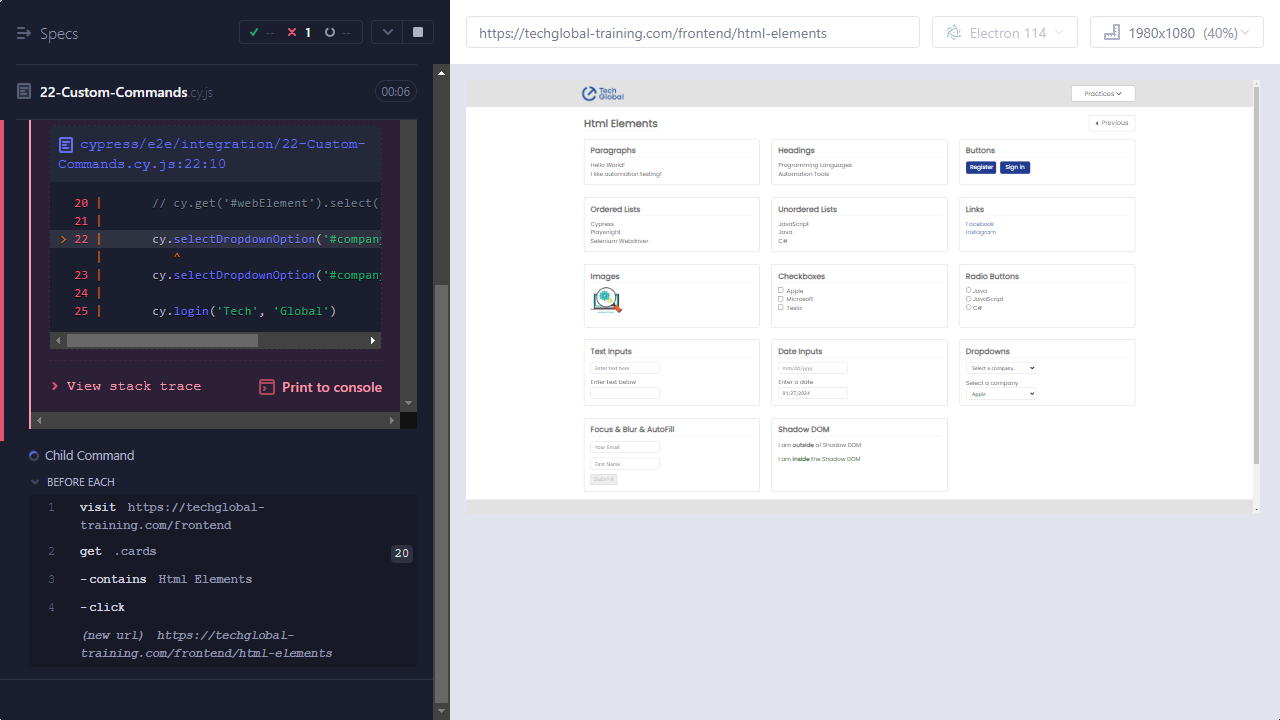 Specs
--
1
--
22-Custom-Commands.cy.js
00:06
cypress/e2e/integration/22-Custom-
Commands.cy.js:22:10
20 | // cy.get('#webElement').select(
21 |
> 22 | cy.selectDropdownOption('#company
| ^
23 | cy.selectDropdownOption('#company
24 |
25 | cy.login('Tech', 'Global')
> View stack trace
Print to console
Child Command
BEFORE EACH
1 visit https://techglobal-
training.com/frontend
2 get .cards 20
3 -contains Html Elements
4 -click
(new url) https://techglobal-
training.com/frontend/html-elements
https://techglobal-training.com/frontend/html-elements
Electron 114
1980x1080 (40%)
Tech
Global
Practices
Html Elements
Previous
Paragraphs
Hello World!
I like automation testing!
Headings
Programming Languages
Automation Tools
Buttons
Register
Sign in
Ordered Lists
Cypress
Playwright
Selenium Webdriver
Unordered Lists
JavaScript
Java
C#
Links
Facebook
Instagram
Images
Checkboxes
Apple
Microsoft
Tesla
Radio Buttons
Java
JavaScript
C#
Text Inputs
Enter text here
Enter text below
Date Inputs
mm/dd/yyyy
Enter a date
01/27/2024
Dropdowns
Select a company...
Select a company
Apple
Focus & Blur & AutoFill
Your Email
First Name
Submit
Shadow DOM
I am outside of Shadow DOM
I am inside the Shadow DOM